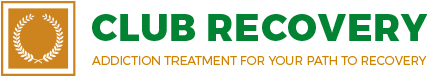 CLUB RECOVERY
ADDICTION TREATMENT FOR YOUR PATH TO RECOVERY